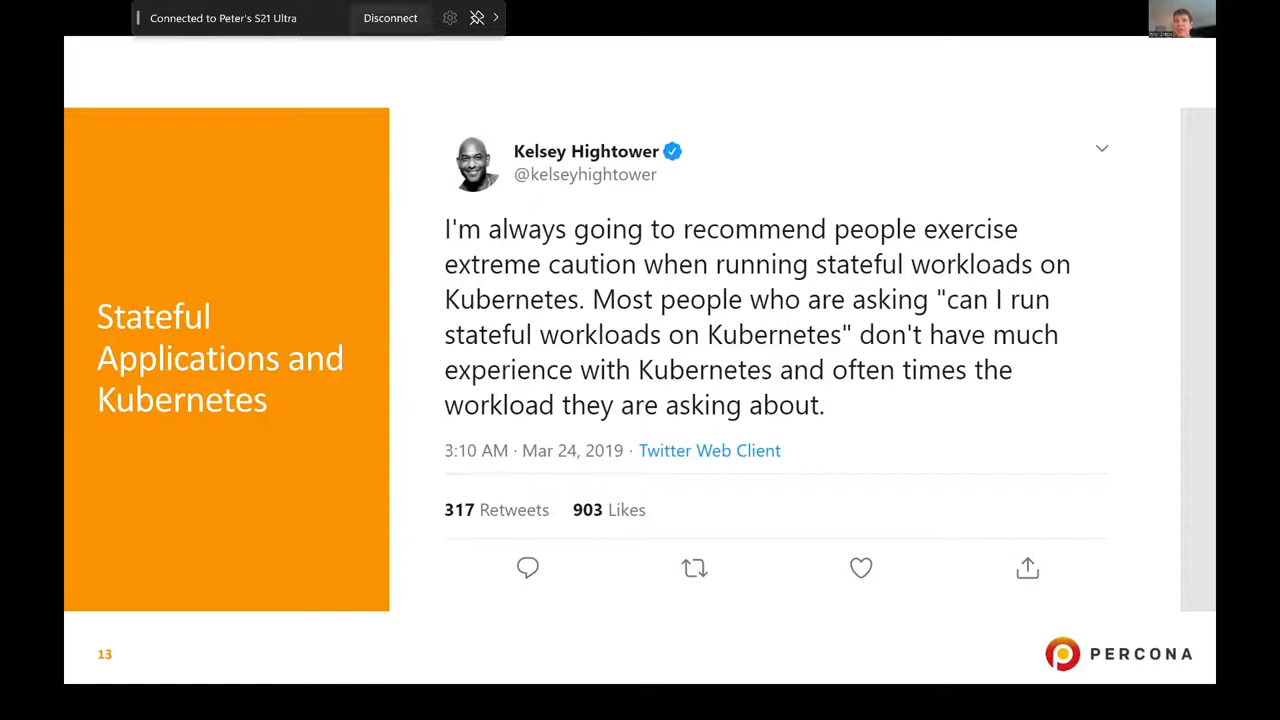 Connected to Peter's S21 Ultra
Disconnect
Kelsey Hightower
@kelseyhightower
I'm always going to recommend people exercise
extreme caution when running stateful workloads on
Kubernetes. Most people who are asking "can I run
stateful workloads on Kubernetes" don't have much
experience with Kubernetes and often times the
workload they are asking about.
3:10 AM · Mar 24, 2019 · Twitter Web Client
317 Retweets 903 Likes
Stateful
Applications and
Kubernetes
13
PERCONA